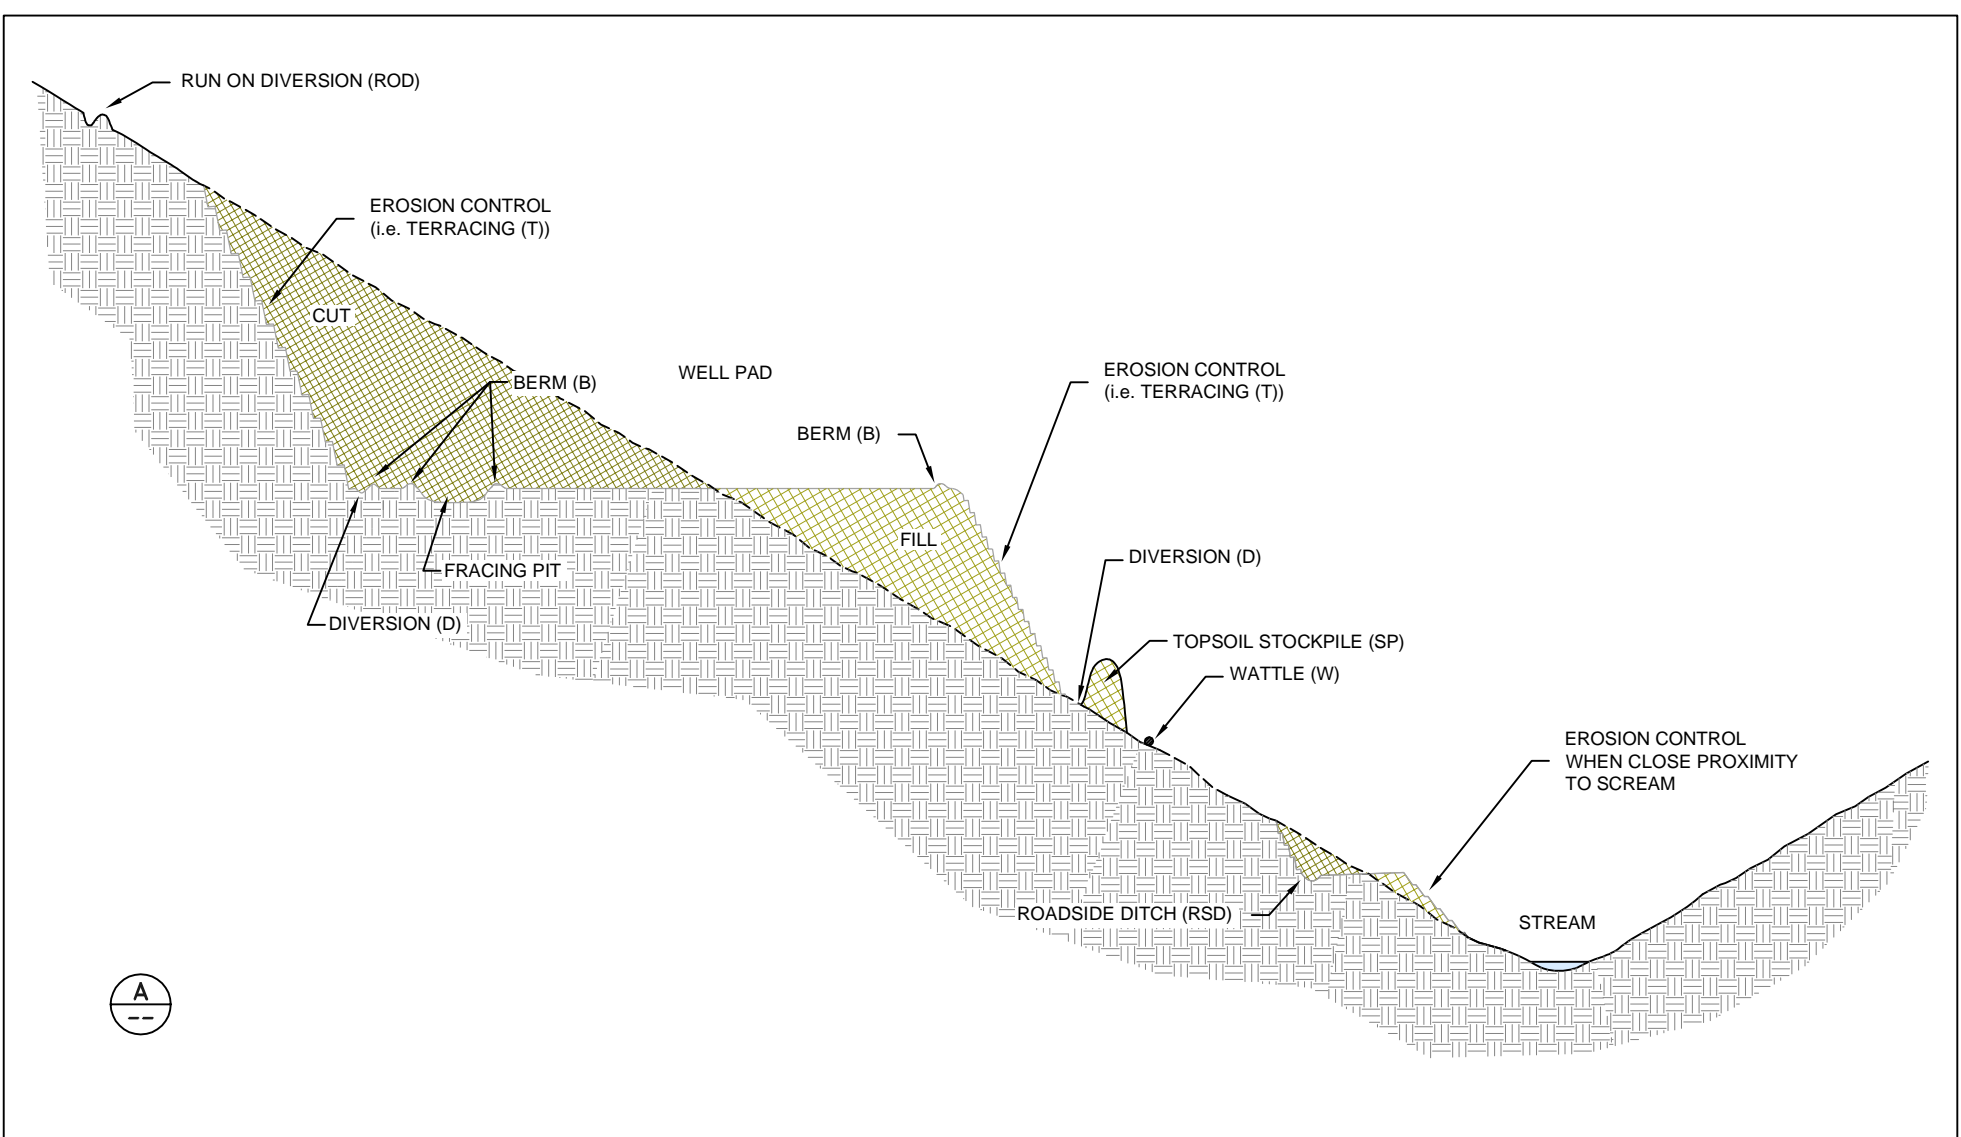 RUN ON DIVERSION (ROD)
EROSION CONTROL
(i.e. TERRACING (T))
CUT
BERM (B)
WELL PAD
EROSION CONTROL
(i.e. TERRACING (T))
BERM (B)
FILL
DIVERSION (D)
FRACING PIT
DIVERSION (D)
TOPSOIL STOCKPILE (SP)
WATTLE (W)
EROSION CONTROL
WHEN CLOSE PROXIMITY
TO SCREAM
ROADSIDE DITCH (RSD)
STREAM
A
--